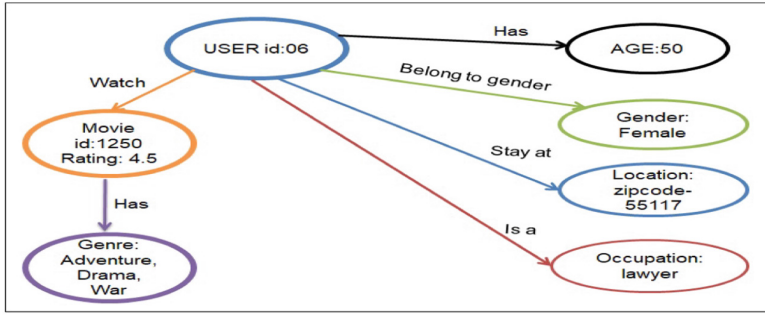 USER id:06
Has
AGE:50
Watch
Belong to gender
Movie
id:1250
Rating: 4.5
Gender:
Female
Stay at
Location:
zipcode-
55117
Has
Is a
Genre:
Adventure,
Drama,
War
Occupation:
lawyer